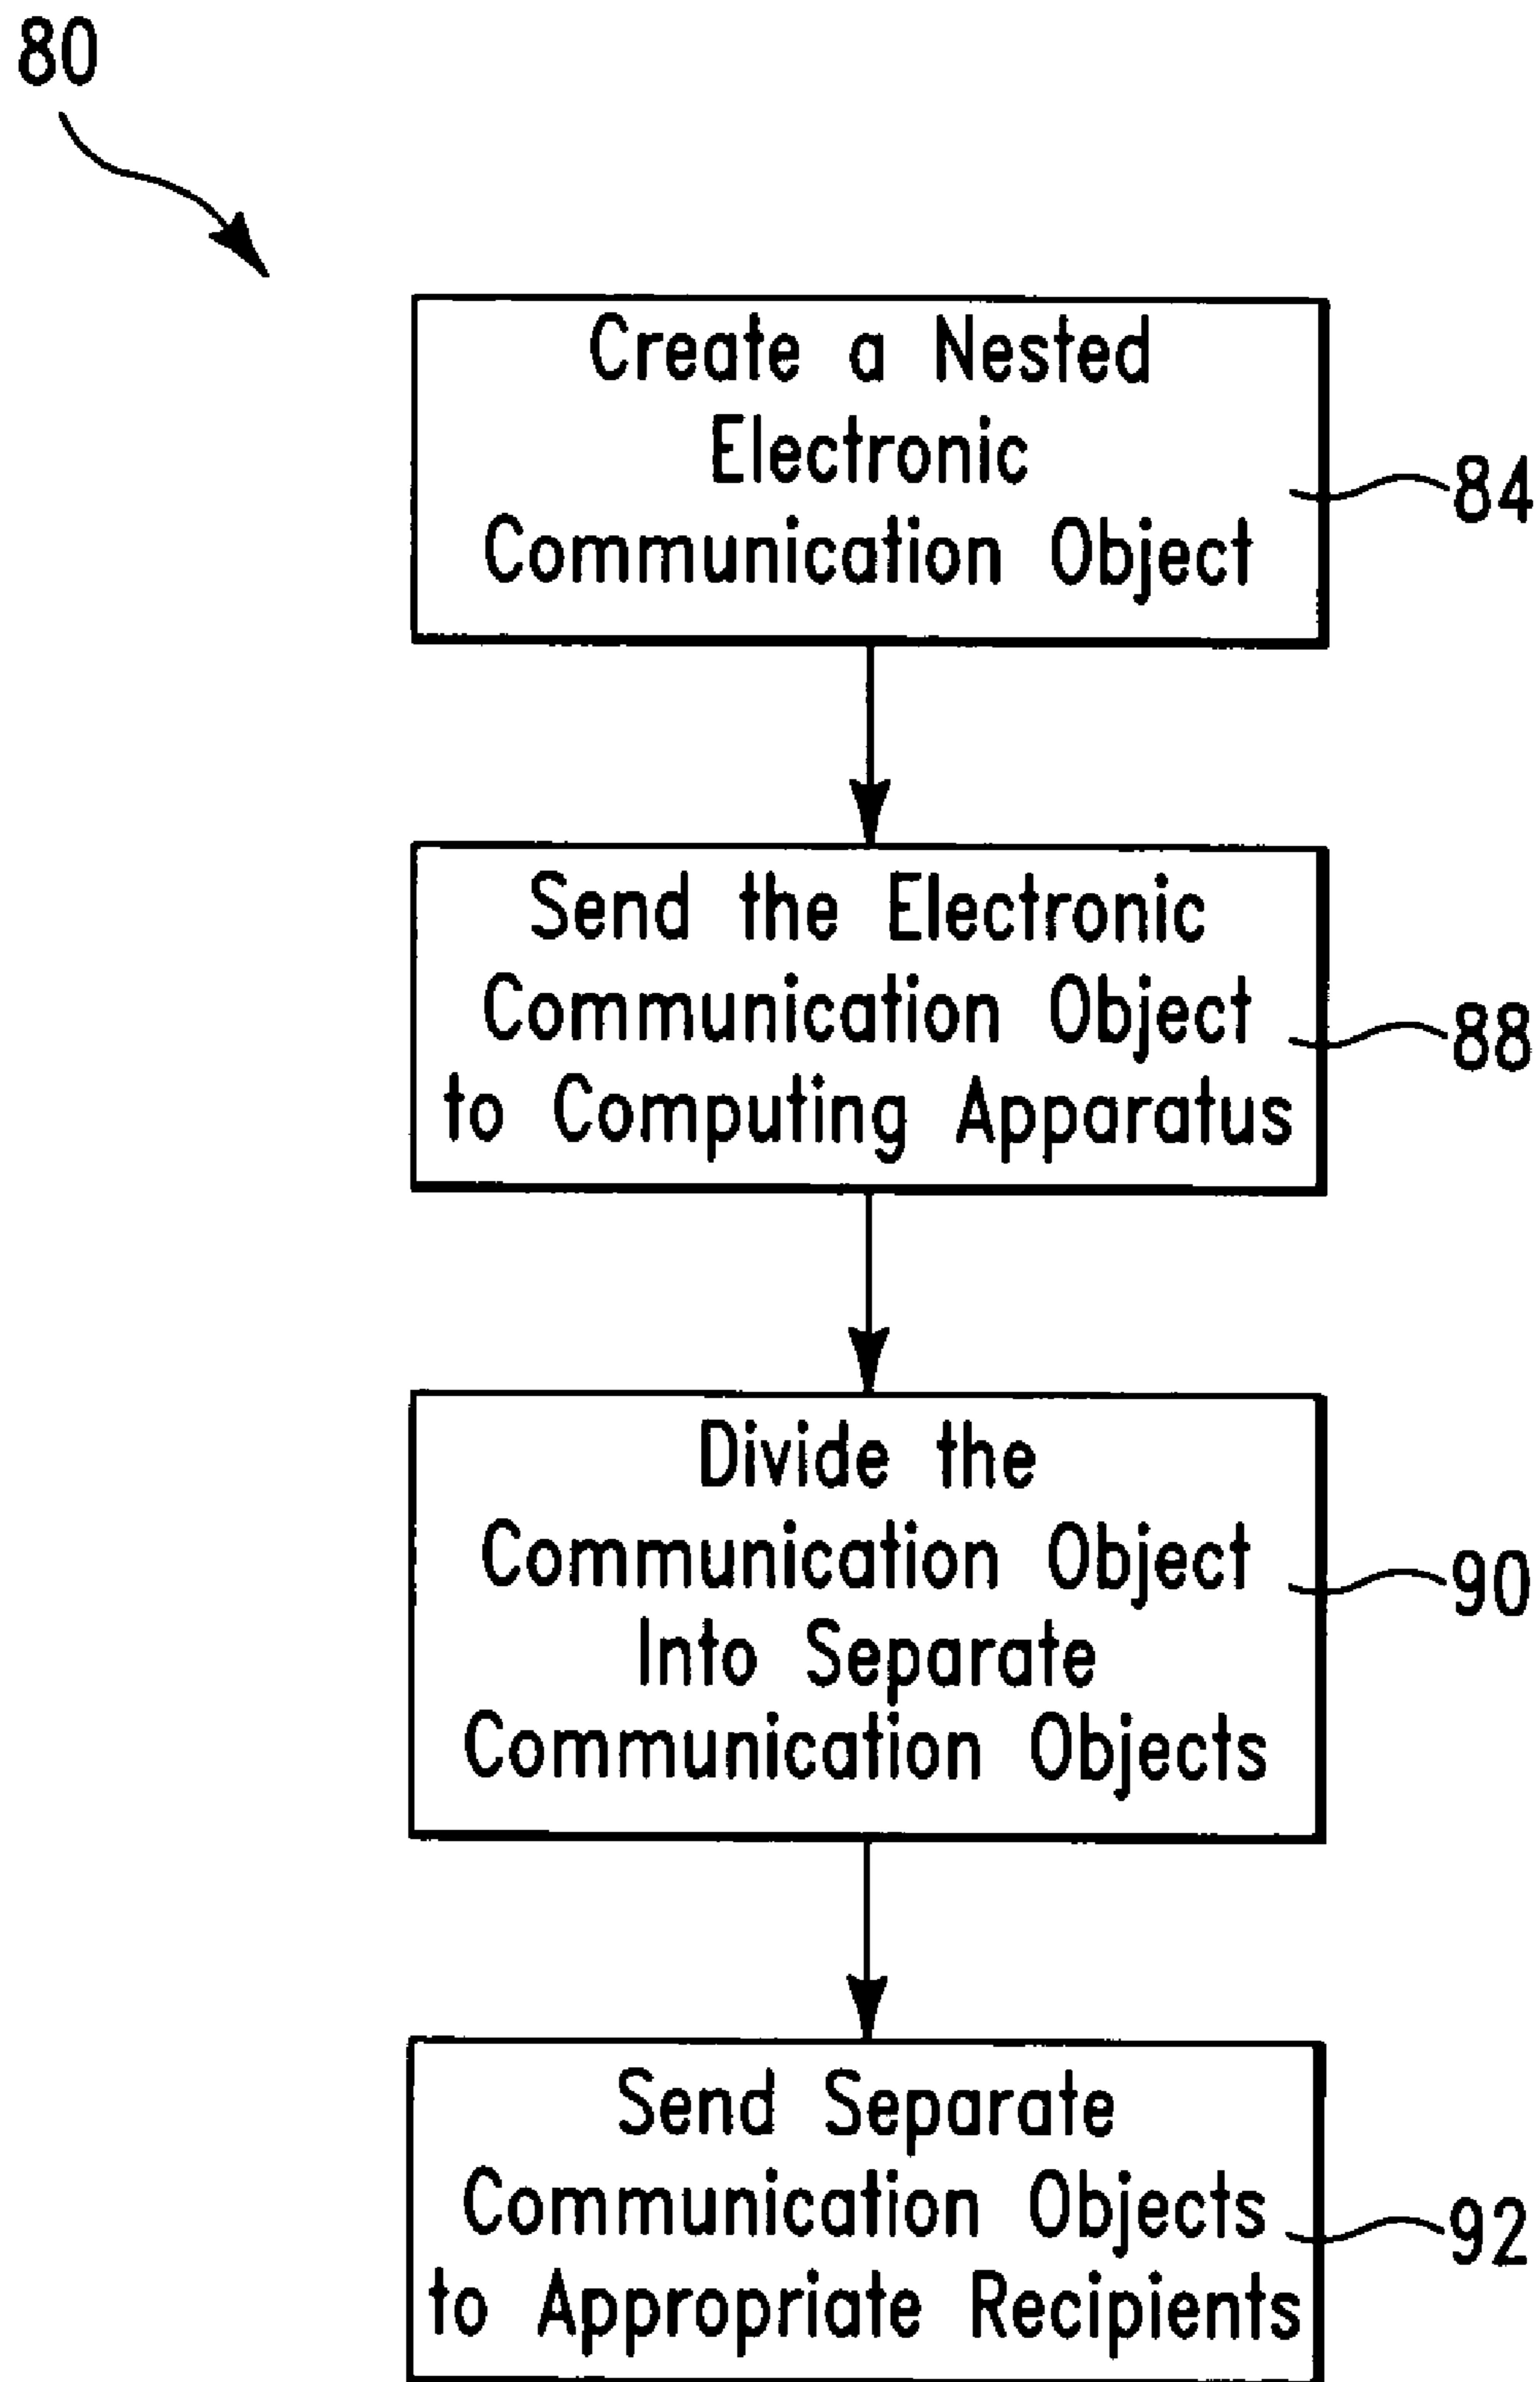 80
Create a Nested
Electronic
Communication Object
84
Send the Electronic
Communication Object
to Computing Apparatus
88
Divide the
Communication Object
Into Separate
Communication Objects
90
Send Separate
Communication Objects
to Appropriate Recipients
92